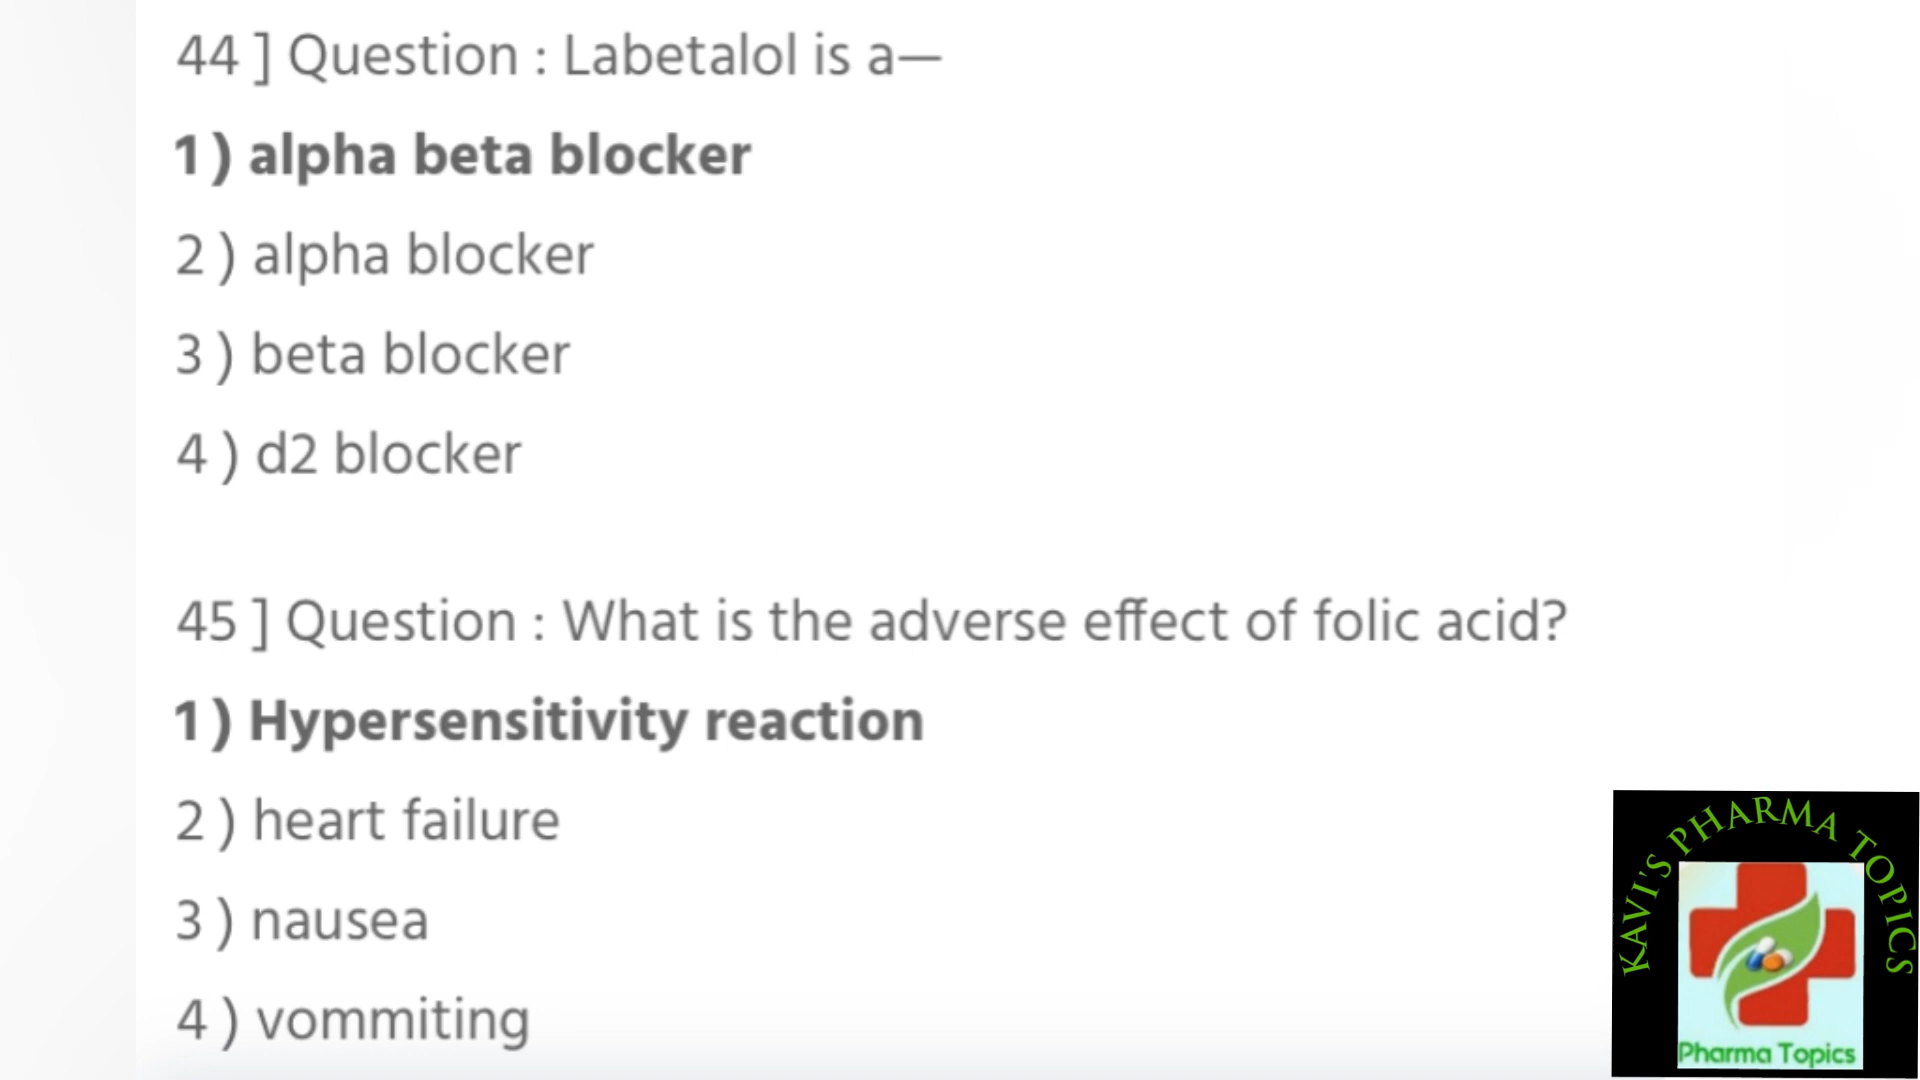 44 ] Question : Labetalol is a—
1 ) alpha beta blocker
2 ) alpha blocker
3 ) beta blocker
4 ) d2 blocker
45 ] Question : What is the adverse effect of folic acid?
1 ) Hypersensitivity reaction
2 ) heart failure
3 ) nausea
4 ) vommiting
KAVI'S PHARMA TOPICS
Pharma Topics